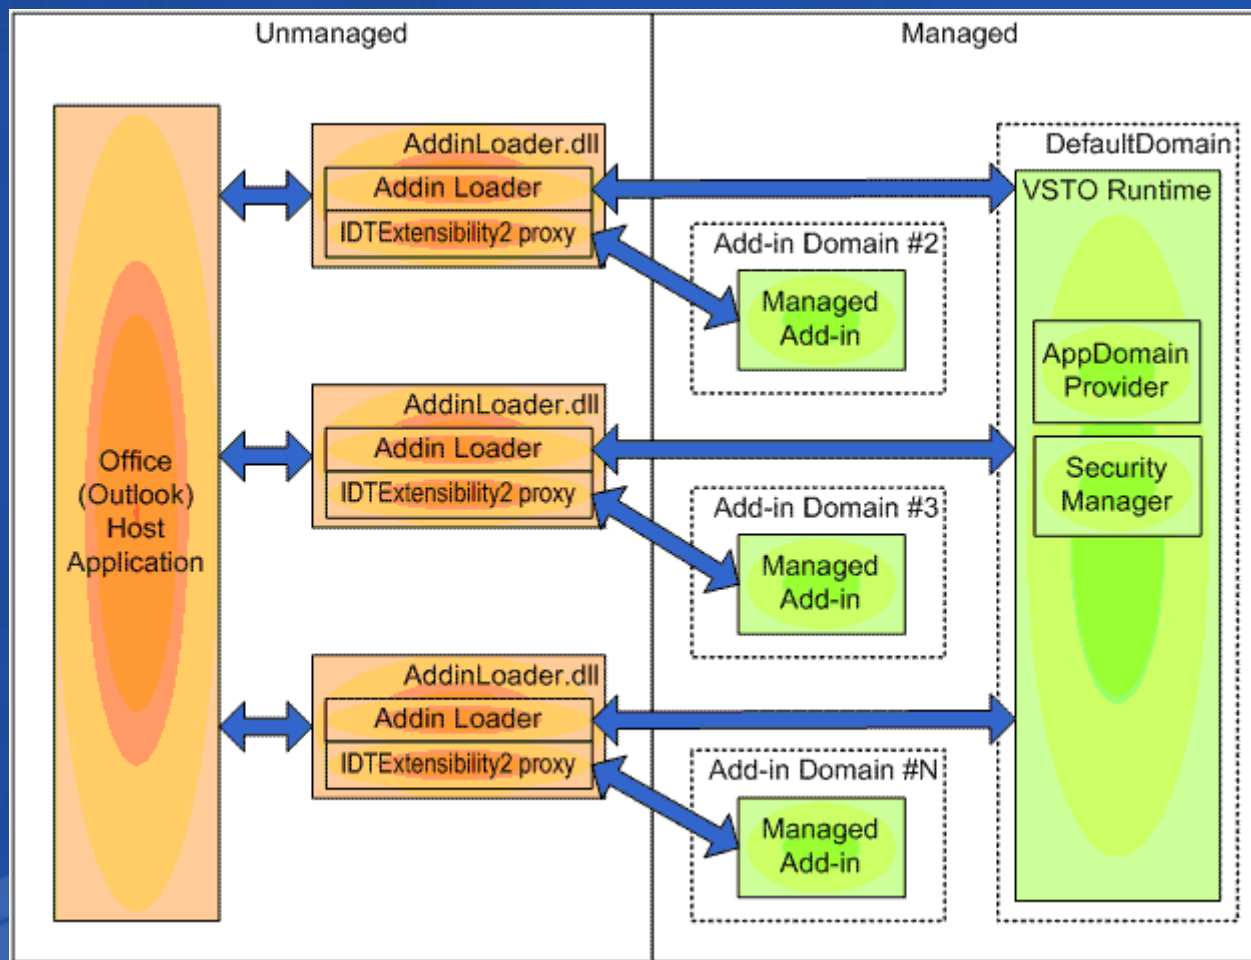 Unmanaged
Managed
Office
(Outlook)
Host
Application
AddinLoader.dll
Addin Loader
IDTExtensibility2 proxy
AddinLoader.dll
Addin Loader
IDTExtensibility2 proxy
AddinLoader.dll
Addin Loader
IDTExtensibility2 proxy
Add-in Domain #2
Managed
Add-in
Add-in Domain #3
Managed
Add-in
Add-in Domain #N
Managed
Add-in
DefaultDomain
VSTO Runtime
AppDomain
Provider
Security
Manager